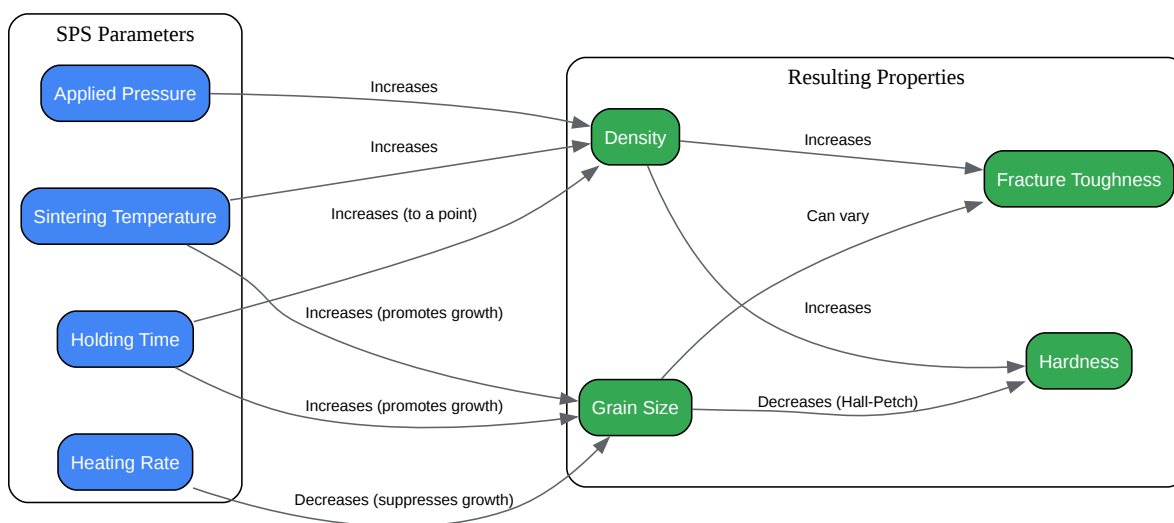 SPS Parameters
Resulting Properties
Applied Pressure
Increases
Density
Increases
Fracture Toughness
Increases
Sintering Temperature
Increases (to a point)
Can vary
Increases (promotes growth)
Increases
Holding Time
Hardness
Increases (promotes growth)
Grain Size
Decreases (Hall-Petch)
Heating Rate
Decreases (suppresses growth)